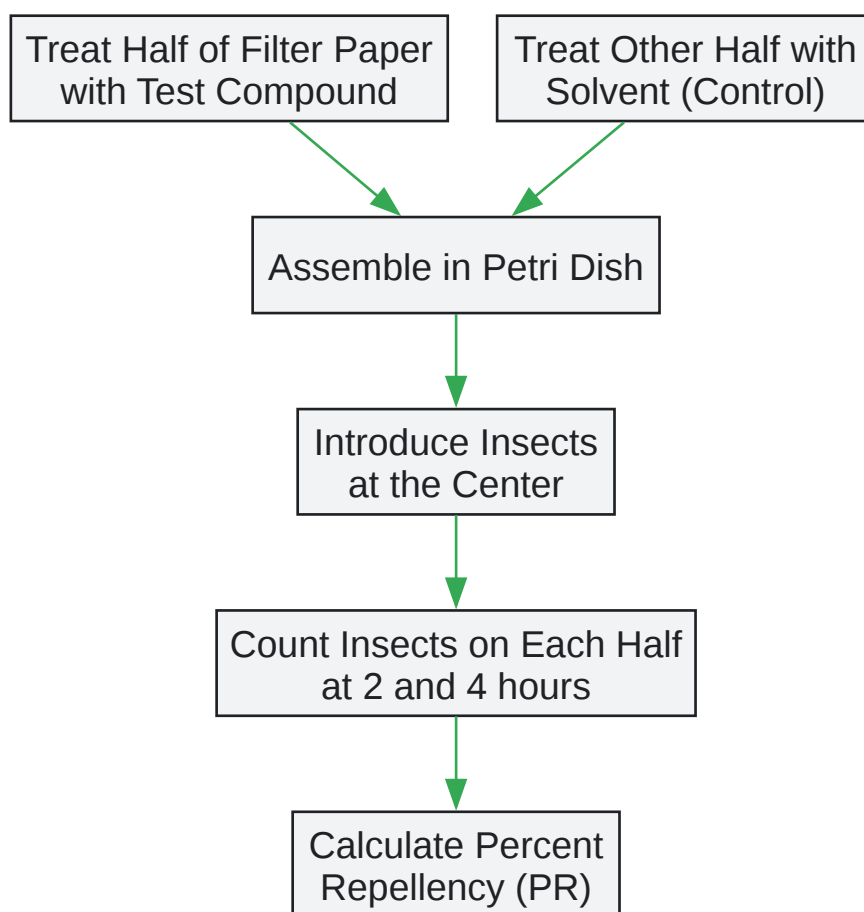 Treat Half of Filter Paper
with Test Compound
Treat Other Half with
Solvent (Control)
Assemble in Petri Dish
Introduce Insects
at the Center
Count Insects on Each Half
at 2 and 4 hours
Calculate Percent
Repellency (PR)